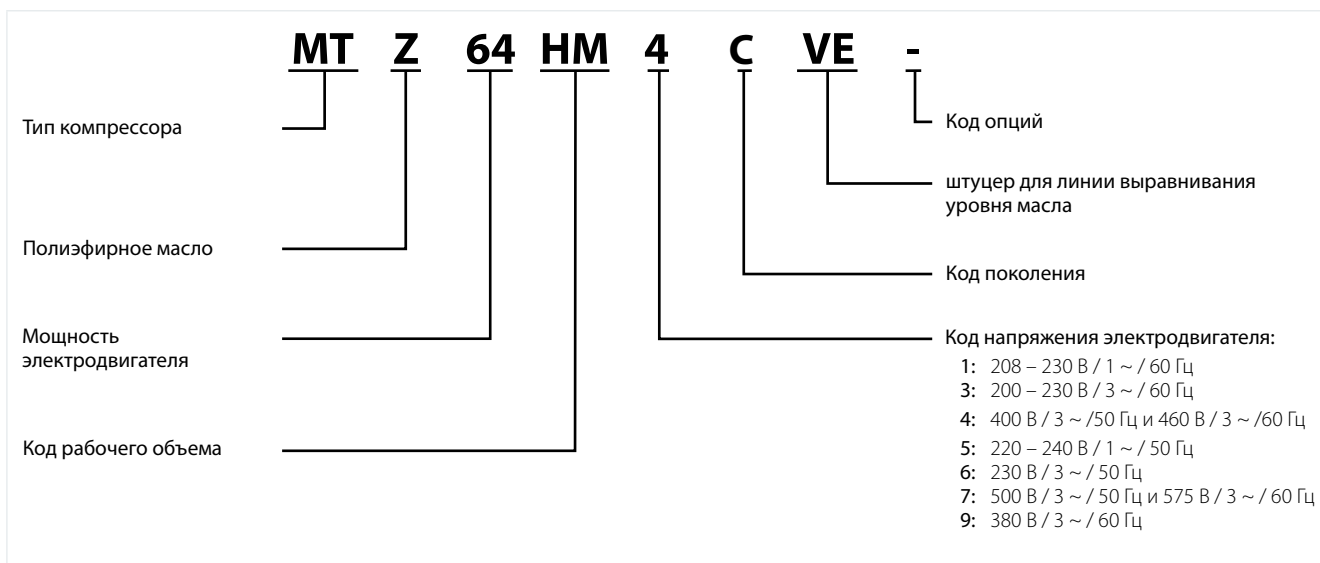 MT Z 64 HM 4 C VE -
Тип компрессора
Полиэфирное масло
Мощность
электродвигателя
Код рабочего объема
Код опций
штуцер для линии выравнивания
уровня масла
Код поколения
Код напряжения электродвигателя:
1: 208 – 230 В / 1 ~ / 60 Гц
3: 200 – 230 В / 3 ~ / 60 Гц
4: 400 В / 3 ~ /50 Гц и 460 В / 3 ~ /60 Гц
5: 220 – 240 В / 1 ~ / 50 Гц
6: 230 В / 3 ~ / 50 Гц
7: 500 В / 3 ~ / 50 Гц и 575 В / 3 ~ / 60 Гц
9: 380 В / 3 ~ / 60 Гц